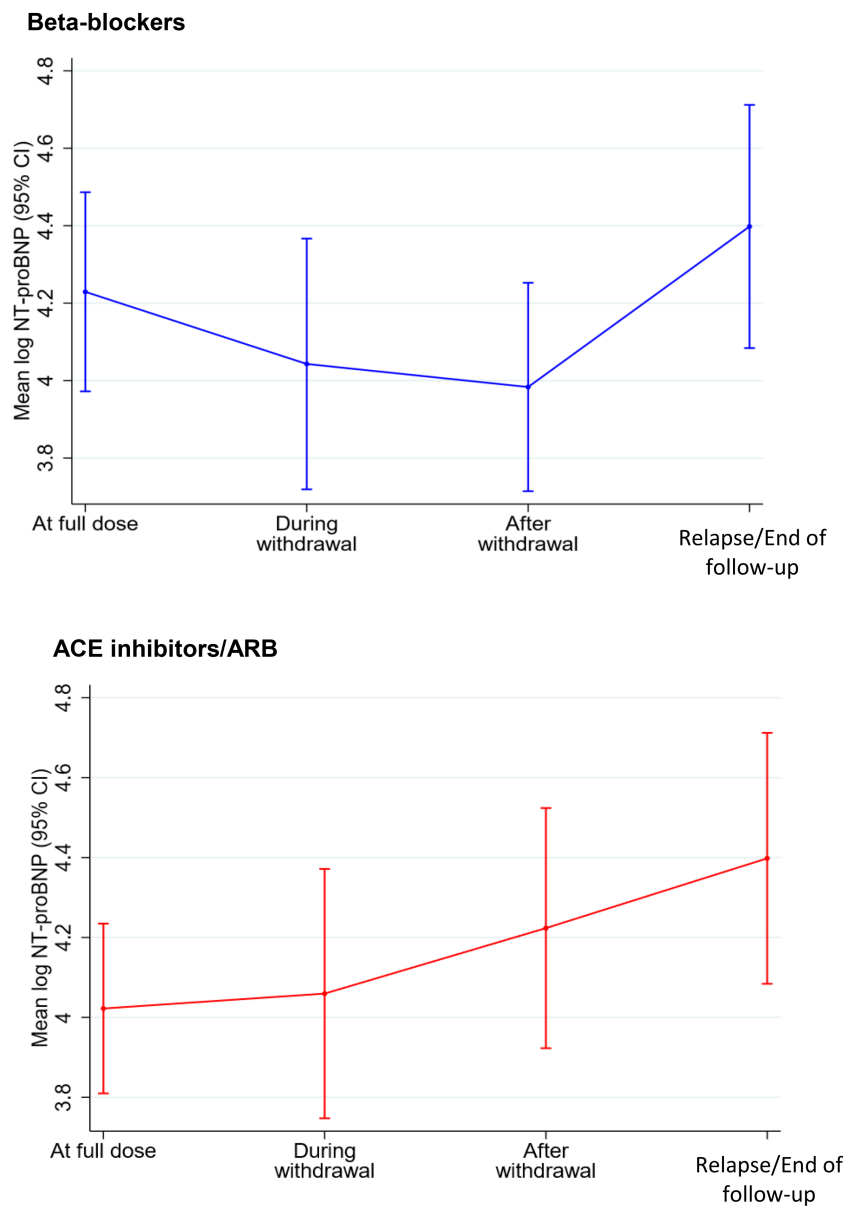 Beta-blockers
Mean log NT-proBNP (95% CI)
4.8
4.6
4.4
4.2
4
3.8
At full dose
During
withdrawal
After
withdrawal
Relapse/End of
follow-up
ACE inhibitors/ARB
Mean log NT-proBNP (95% CI)
4.8
4.6
4.4
4.2
4
3.8
At full dose
During
withdrawal
After
withdrawal
Relapse/End of
follow-up